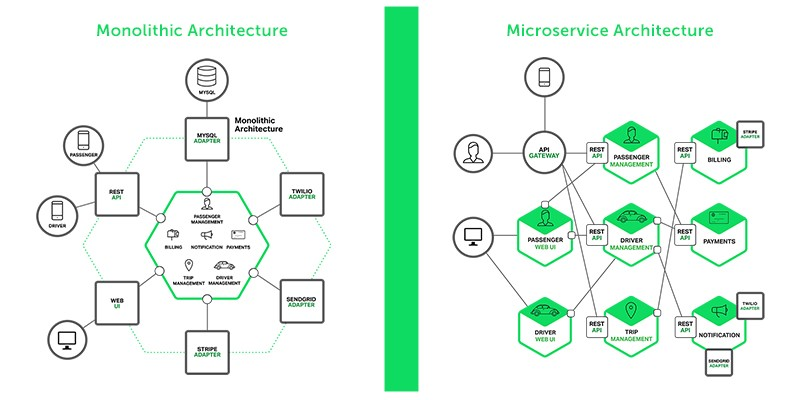 Monolithic Architecture
MYSQL
MYSQL
ADAPTER
Monolithic
Architecture
PASSENGER
REST
API
TWILIO
ADAPTER
DRIVER
PASSENGER
MANAGEMENT
BILLING
NOTIFICATION
PAYMENTS
TRIP
MANAGEMENT
DRIVER
MANAGEMENT
WEB
UI
SENDGRID
ADAPTER
STRIPE
ADAPTER
Microservice Architecture
API
GATEWAY
REST
API
PASSENGER
MANAGEMENT
REST
API
BILLING
STRIPE
ADAPTER
PASSENGER
WEB UI
REST
API
DRIVER
MANAGEMENT
REST
API
PAYMENTS
DRIVER
WEB UI
REST
API
TRIP
MANAGEMENT
REST
API
NOTIFICATION
TWILIO
ADAPTER
SENDGRID
ADAPTER